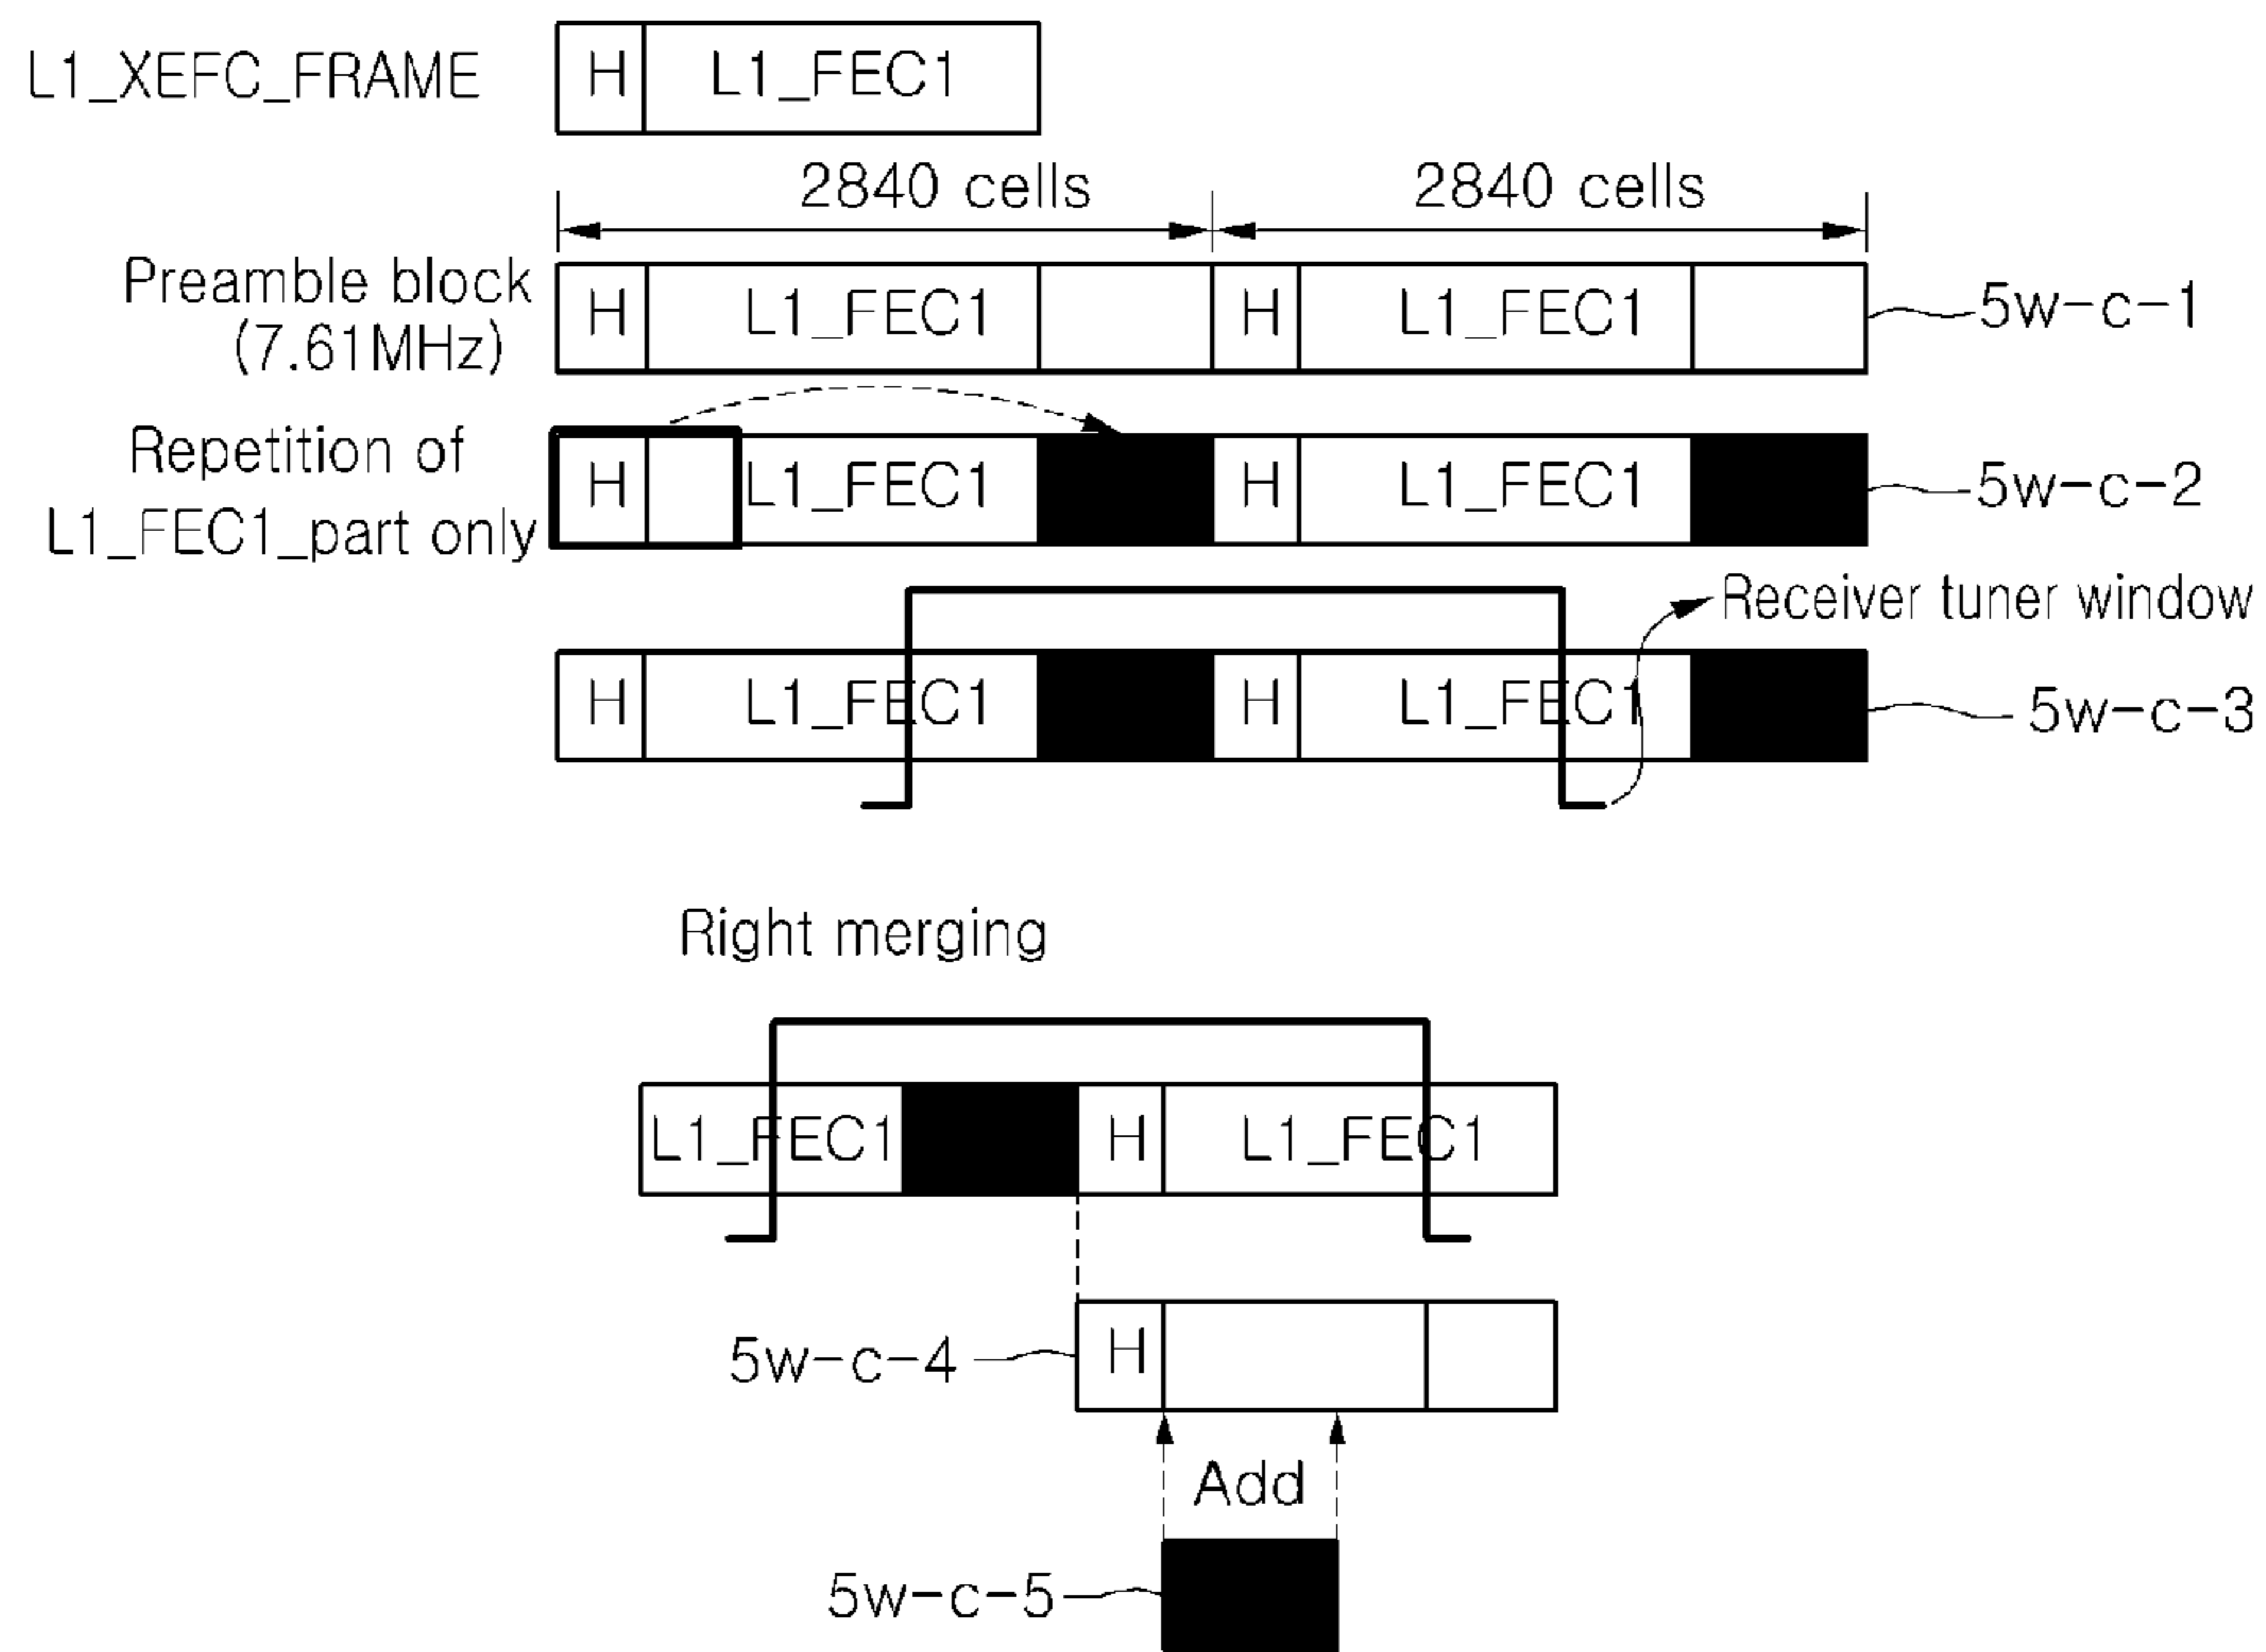 L1_XEFC_FRAME
H L1_FEC1
2840 cells 2840 cells
Preamble block
(7.61MHz)
H L1_FEC1 H L1_FEC1
5w-c-1
Repetition of
L1_FEC1_part only
H L1_FEC1 H L1_FEC1
5w-c-2
Receiver tuner window
H L1_FEC1 H L1_FEC1
5w-c-3
Right merging
L1_FEC1 H L1_FEC1
5w-c-4 H
Add
5w-c-5